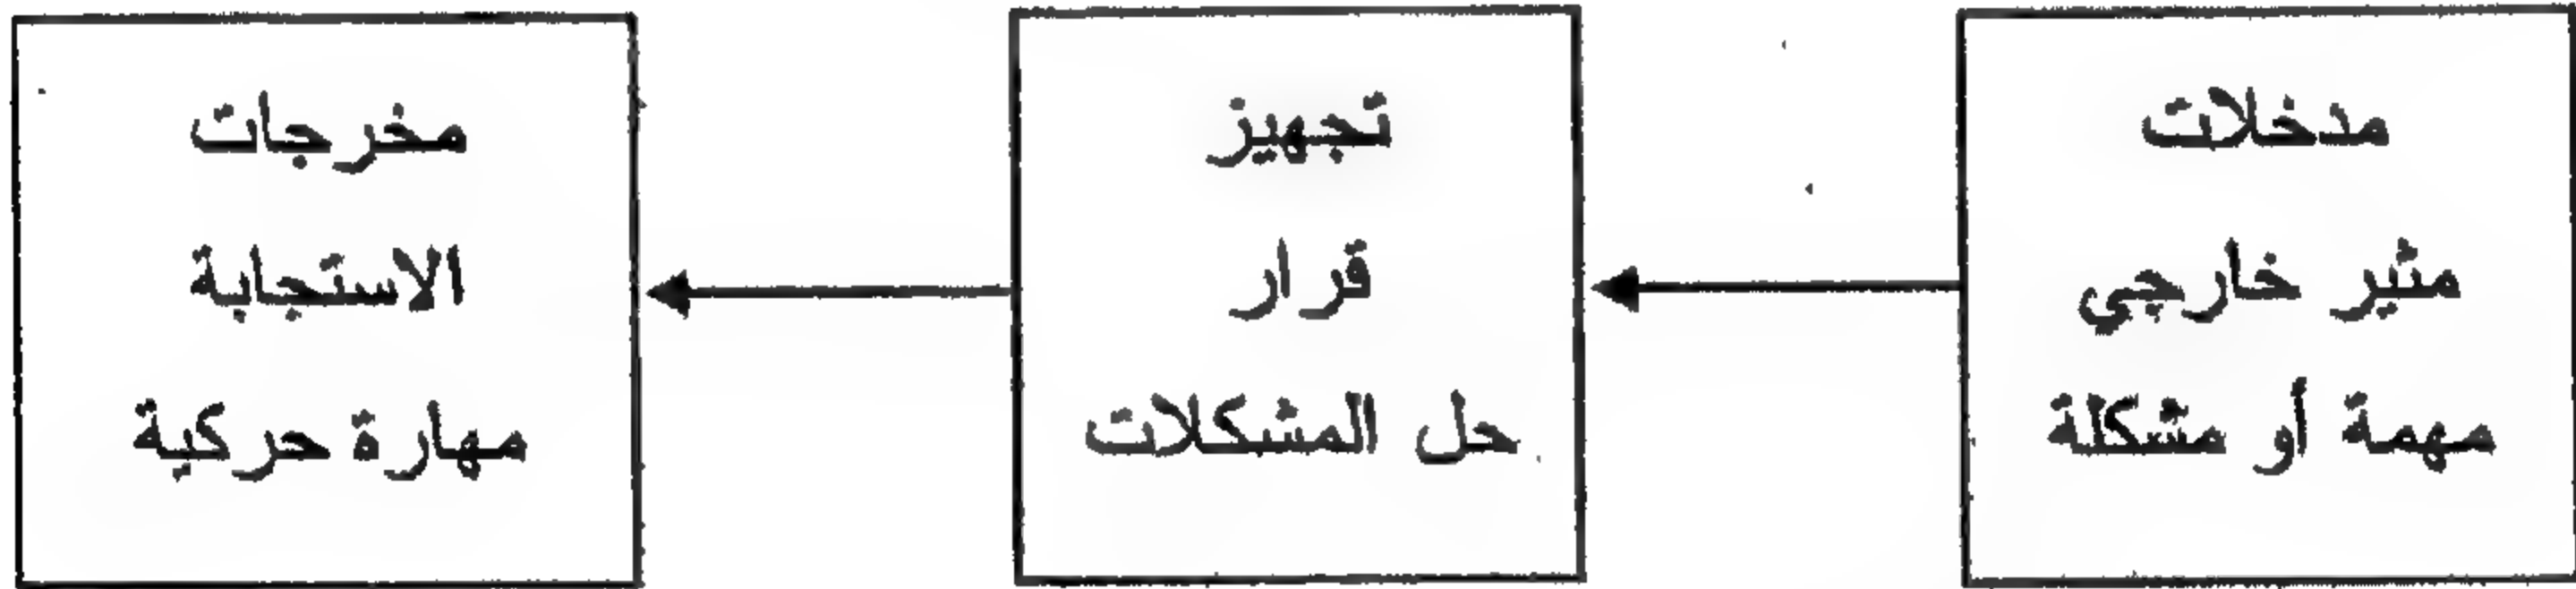 مدخلات
مثير خارجي
مهمة أو مشكلة
تجهيز
قرار
حل المشكلات
مخرجات
الاستجابة
مهارة حركية